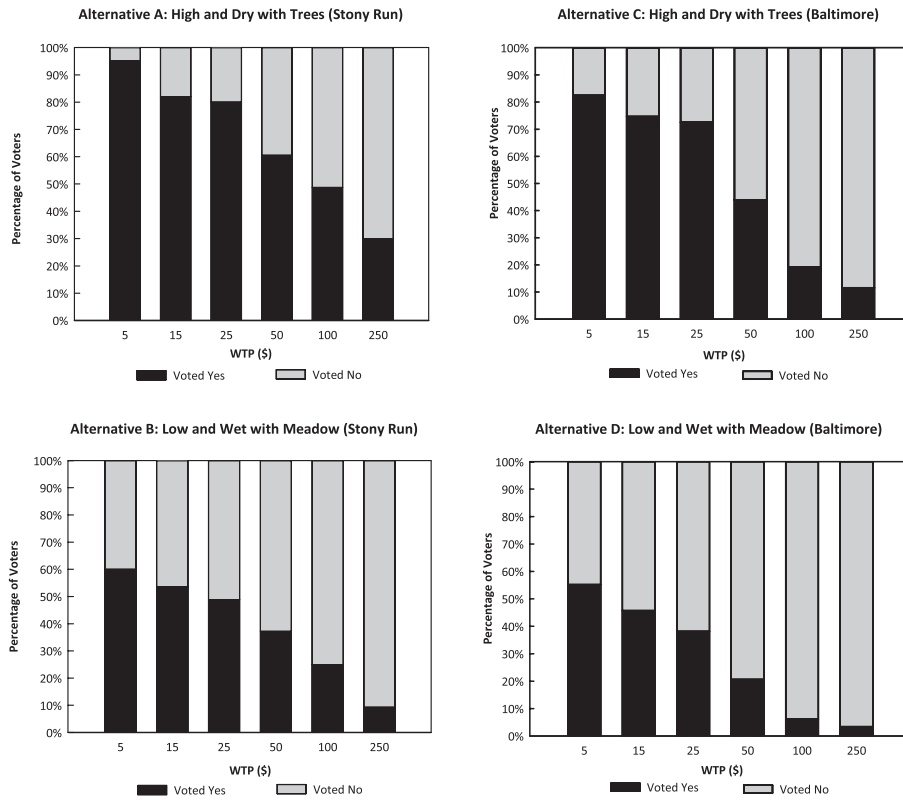 Alternative A: High and Dry with Trees (Stony Run)
100%
90%
80%
70%
60%
50%
40%
30%
20%
10%
0%
Percentage of Voters
5 15 25 50 100 250
WTP ($)
Voted Yes Voted No
Alternative C: High and Dry with Trees (Baltimore)
100%
90%
80%
70%
60%
50%
40%
30%
20%
10%
0%
Percentage of Voters
5 15 25 50 100 250
WTP ($)
Voted Yes Voted No
Alternative B: Low and Wet with Meadow (Stony Run)
100%
90%
80%
70%
60%
50%
40%
30%
20%
10%
0%
Percentage of Voters
5 15 25 50 100 250
WTP ($)
Voted Yes Voted No
Alternative D: Low and Wet with Meadow (Baltimore)
100%
90%
80%
70%
60%
50%
40%
30%
20%
10%
0%
Percentage of Voters
5 15 25 50 100 250
WTP ($)
Voted Yes Voted No